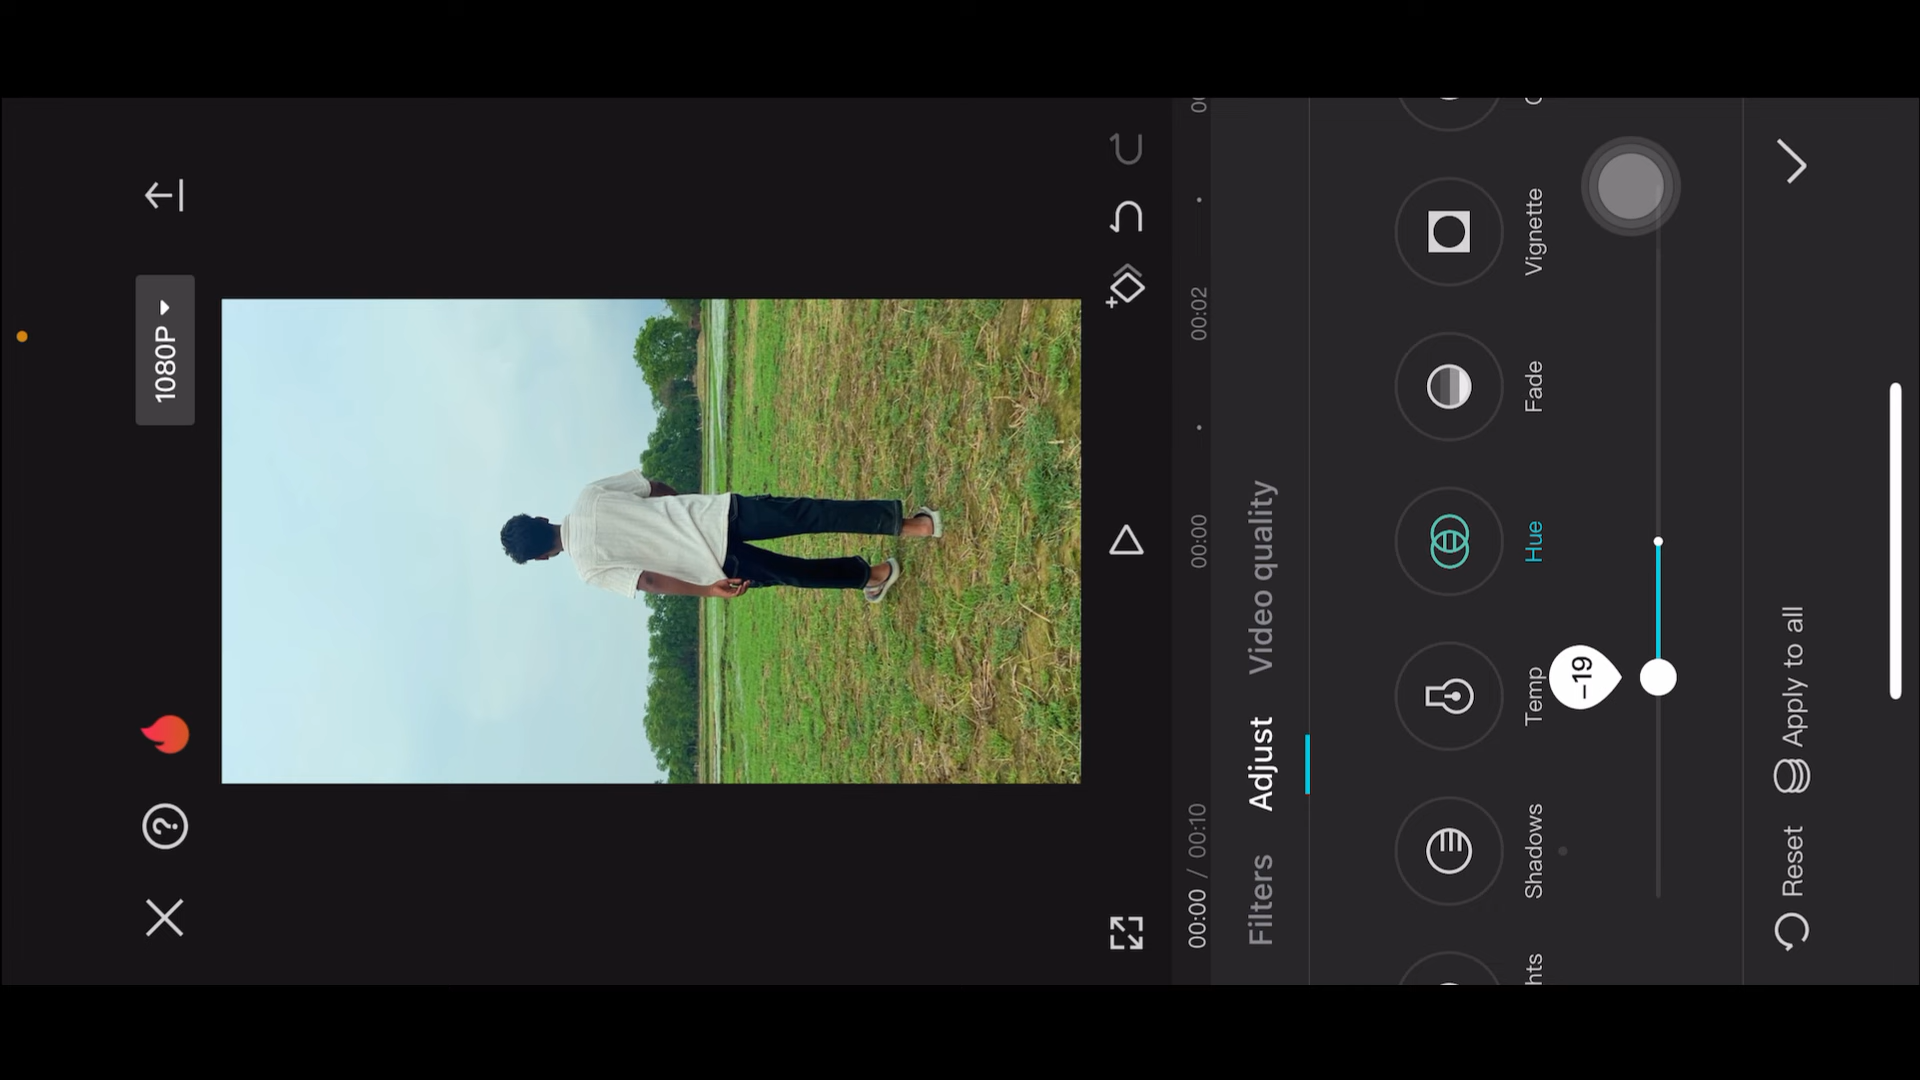 1080P
00:00 / 00:10
00:00
00:02
Filters
Adjust
Video quality
hts
Shadows
Temp
Hue
Fade
Vignette
-19
Reset
Apply to all